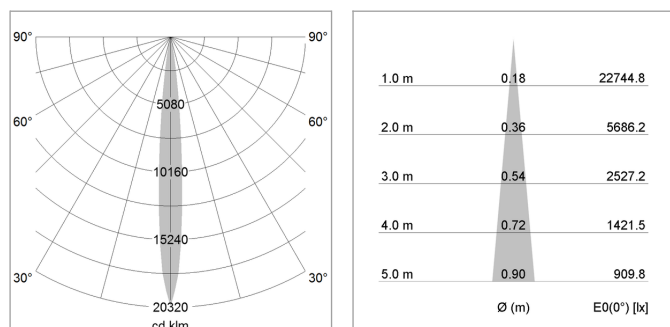 90° 90°
5080
60° 60°
10160
15240
30° 30°
20320
cd klm
1.0 m 0.18 22744.8
2.0 m 0.36 5686.2
3.0 m 0.54 2527.2
4.0 m 0.72 1421.5
5.0 m 0.90 909.8
Ø (m) E0(0°) [lx]